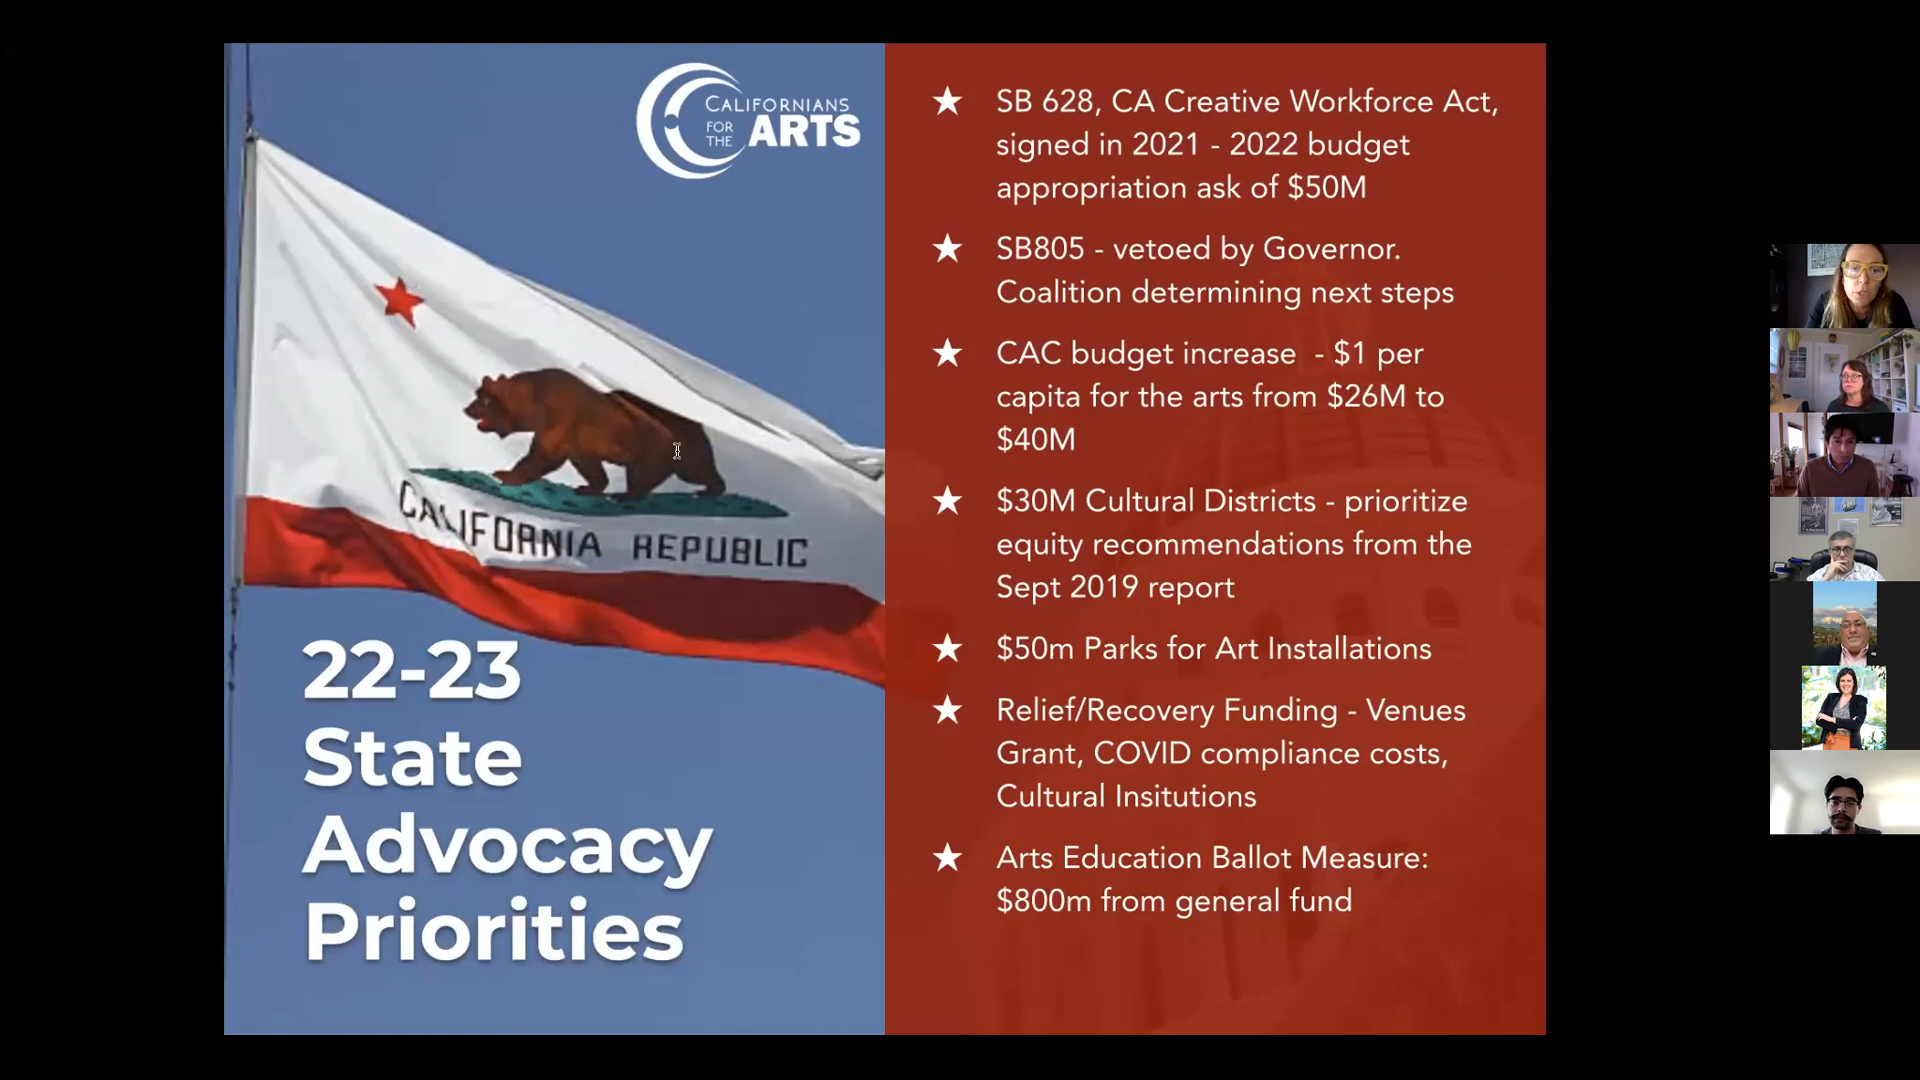 CALIFORNIANS
FOR THE ARTS
CALIFORNIA REPUBLIC
22-23
State
Advocacy
Priorities
★ SB 628, CA Creative Workforce Act,
signed in 2021 - 2022 budget
appropriation ask of $50M
★ SB805 - vetoed by Governor.
Coalition determining next steps
★ CAC budget increase - $1 per
capita for the arts from $26M to
$40M
★ $30M Cultural Districts - prioritize
equity recommendations from the
Sept 2019 report
★ $50m Parks for Art Installations
★ Relief/Recovery Funding - Venues
Grant, COVID compliance costs,
Cultural Insitutions
★ Arts Education Ballot Measure:
$800m from general fund